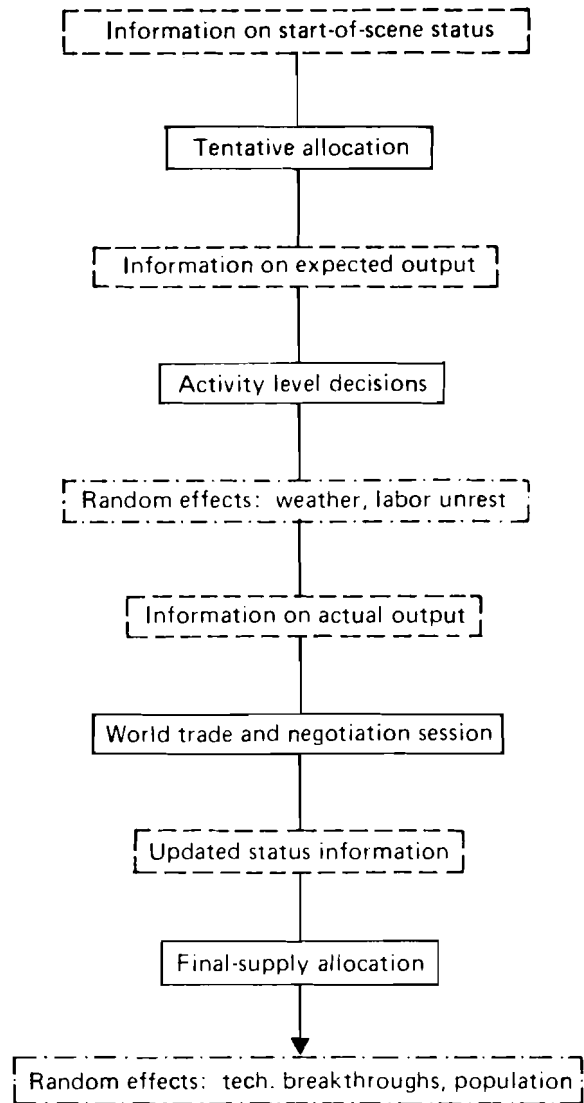 Information on start-of-scene status
Tentative allocation
Information on expected output
Activity level decisions
Random effects: weather, labor unrest
Information on actual output
World trade and negotiation session
Updated status information
Final-supply allocation
Random effects: tech. breakthroughs, population